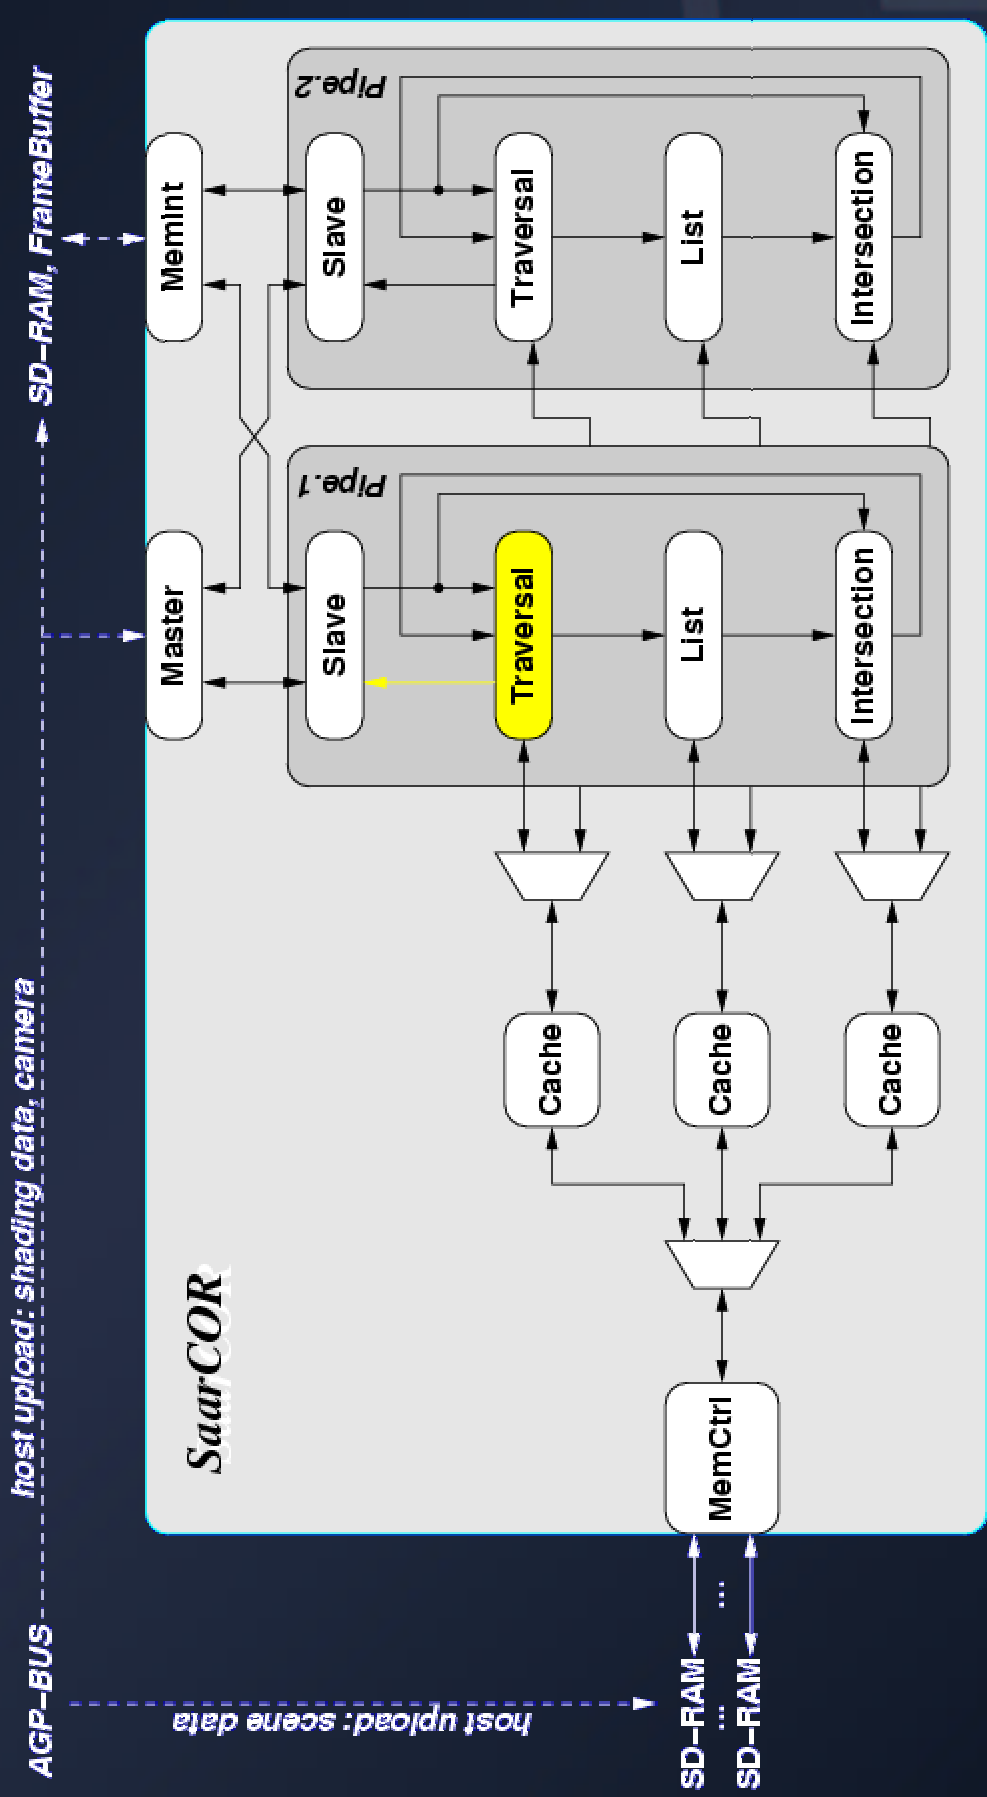 AGP-BUS
host upload: shading data, camera
SD-RAM, FrameBuffer
host upload: scene data
SaarCOR
Master
MemInt
Pipe.1
Slave
Traversal
List
Intersection
Pipe.2
Slave
Traversal
List
Intersection
Cache
Cache
Cache
MemCtrl
SD-RAM
... ...
SD-RAM